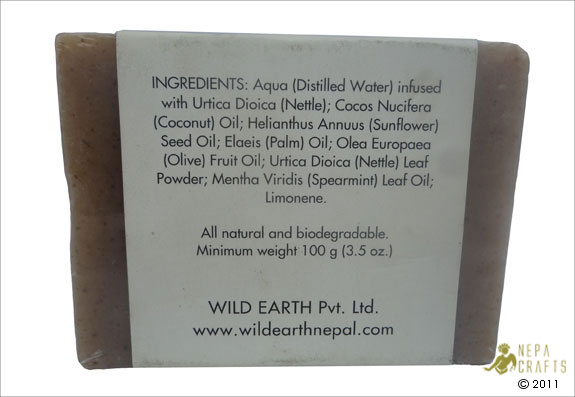 INGREDIENTS: Aqua (Distilled Water) infused
with Urtica Dioica (Nettle); Cocos Nucifera
(Coconut) Oil; Helianthus Annuus (Sunflower)
Seed Oil; Elaeis (Palm) Oil; Olea Europaea
(Olive) Fruit Oil; Urtica Dioica (Nettle) Leaf
Powder; Mentha Viridis (Spearmint) Leaf Oil;
Limonene.
All natural and biodegradable.
Minimum weight 100 g (3.5 oz.)
WILD EARTH Pvt. Ltd.
www.wildearthnepal.com
NEPA
CRAFTS
© 2011